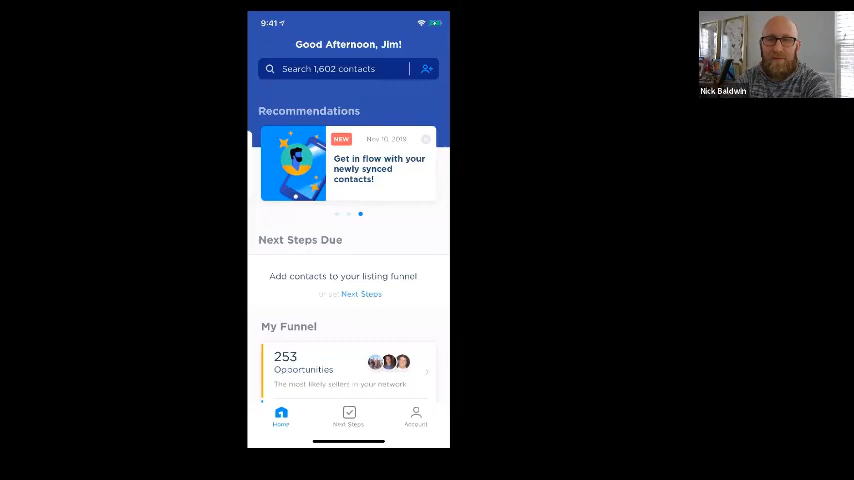 9:41
Good Afternoon, Jim!
Search 1,602 contacts
Recommendations
NEW
Nov 10, 2019
Get in flow with your
newly synced
contacts!
Next Steps Due
Add contacts to your listing funnel
or set Next Steps
My Funnel
253
Opportunities
The most likely sellers in your network
Home
Next Steps
Account
Nick Baldwin